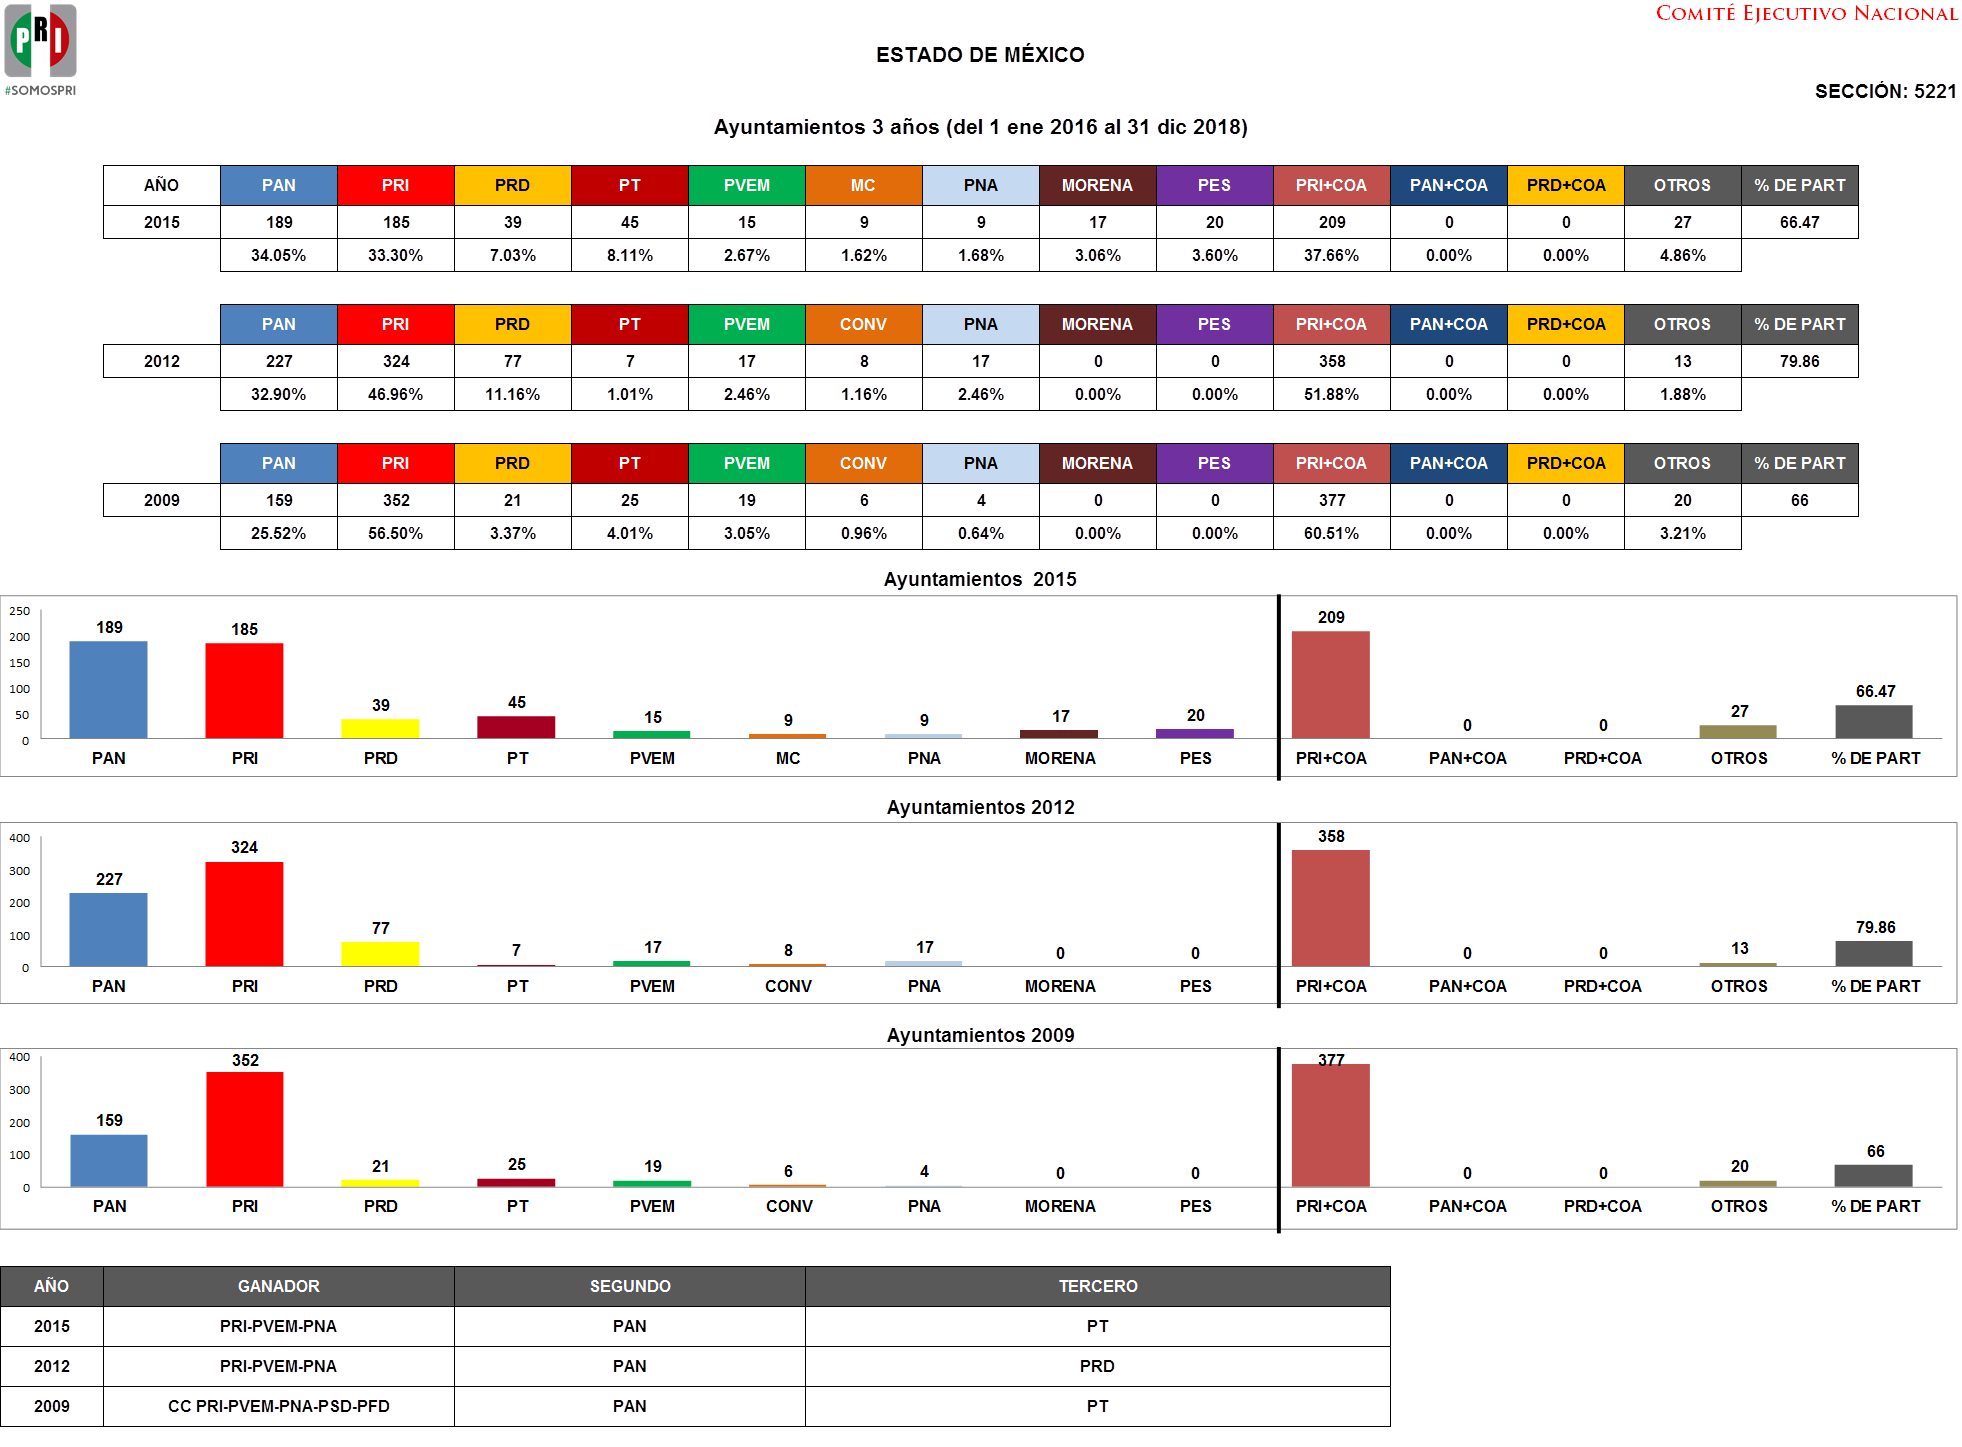 PRI
#SOMOSPRI
COMITÉ EJECUTIVO NACIONAL
ESTADO DE MÉXICO
SECCIÓN: 5221
Ayuntamientos 3 años (del 1 ene 2016 al 31 dic 2018)
AÑO PAN PRI PRD PT PVEM MC PNA MORENA PES PRI+COA PAN+COA PRD+COA OTROS % DE PART
2015 189 185 39 45 15 9 9 17 20 209 0 0 27 66.47
34.05% 33.30% 7.03% 8.11% 2.67% 1.62% 1.68% 3.06% 3.60% 37.66% 0.00% 0.00% 4.86%
PAN PRI PRD PT PVEM CONV PNA MORENA PES PRI+COA PAN+COA PRD+COA OTROS % DE PART
2012 227 324 77 7 17 8 17 0 0 358 0 0 13 79.86
32.90% 46.96% 11.16% 1.01% 2.46% 1.16% 2.46% 0.00% 0.00% 51.88% 0.00% 0.00% 1.88%
PAN PRI PRD PT PVEM CONV PNA MORENA PES PRI+COA PAN+COA PRD+COA OTROS % DE PART
2009 159 352 21 25 19 6 4 0 0 377 0 0 20 66
25.52% 56.50% 3.37% 4.01% 3.05% 0.96% 0.64% 0.00% 0.00% 60.51% 0.00% 0.00% 3.21%
Ayuntamientos 2015
250
200
150
100
50
0
189 185 39 45 15 9 9 17 20 209 0 0 27 66.47
PAN PRI PRD PT PVEM MC PNA MORENA PES PRI+COA PAN+COA PRD+COA OTROS % DE PART
Ayuntamientos 2012
400
300
200
100
0
227 324 77 7 17 8 17 0 0 358 0 0 13 79.86
PAN PRI PRD PT PVEM CONV PNA MORENA PES PRI+COA PAN+COA PRD+COA OTROS % DE PART
Ayuntamientos 2009
400
300
200
100
0
159 352 21 25 19 6 4 0 0 377 0 0 20 66
PAN PRI PRD PT PVEM CONV PNA MORENA PES PRI+COA PAN+COA PRD+COA OTROS % DE PART
AÑO GANADOR SEGUNDO TERCERO
2015 PRI-PVEM-PNA PAN PT
2012 PRI-PVEM-PNA PAN PRD
2009 CC PRI-PVEM-PNA-PSD-PFD PAN PT